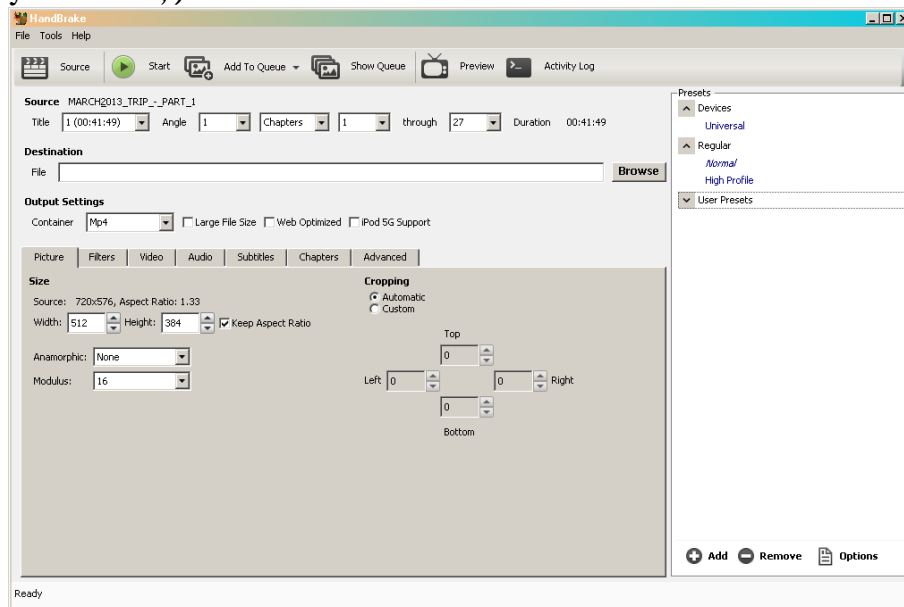 HandBrake
File Tools Help
Source Start Add To Queue Show Queue Preview Activity Log
Source MARCH2013_TRIP_-_PART_1
Title 1 (00:41:49) Angle 1 Chapters 1 through 27 Duration 00:41:49
Destination
File Browse
Output Settings
Container Mp4 Large File Size Web Optimized iPod 5G Support
Picture Filters Video Audio Subtitles Chapters Advanced
Size
Source: 720x576, Aspect Ratio: 1.33
Width: 512 Height: 384 Keep Aspect Ratio
Anamorphic: None
Modulus: 16
Cropping
Automatic
Custom
Top
0
Left 0 0 Right
0
Bottom
Presets
Devices
Universal
Regular
Normal
High Profile
User Presets
Add Remove Options
Ready